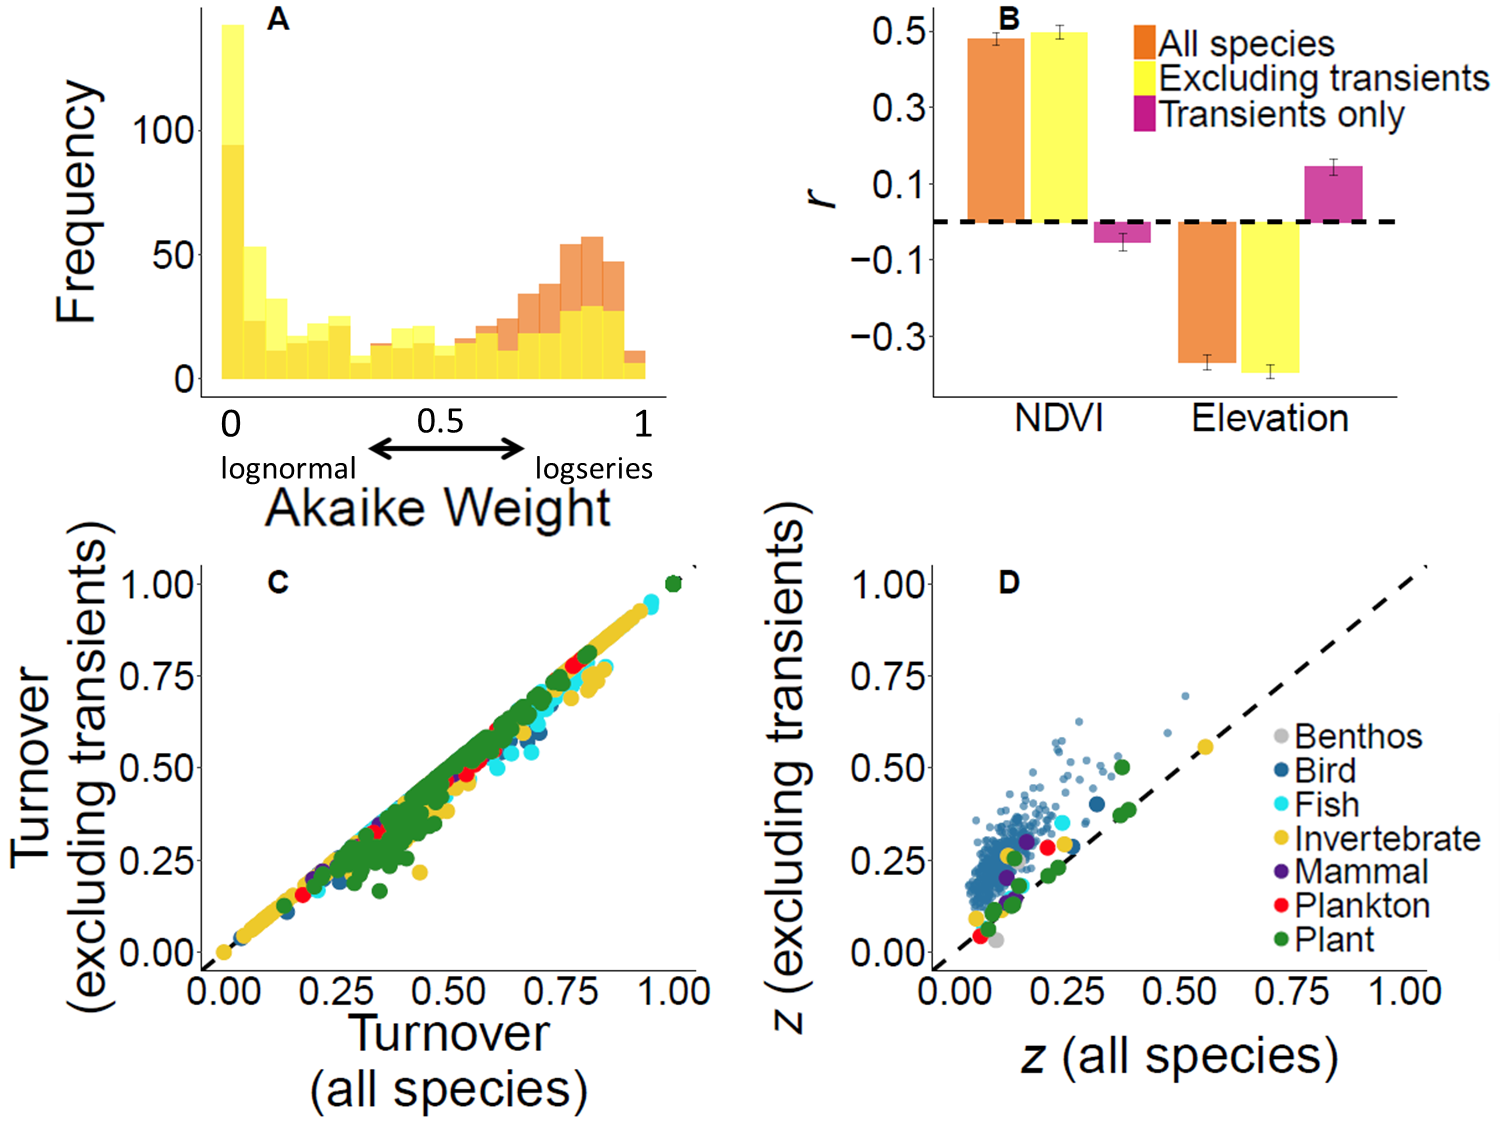 A
Frequency
100
50
0
0
0.5
1
lognormal
logseries
Akaike Weight
B
r
0.5
0.3
0.1
−0.1
−0.3
All species
Excluding transients
Transients only
NDVI
Elevation
C
Turnover
(excluding transients)
1.00
0.75
0.50
0.25
0.00
0.00 0.25 0.50 0.75 1.00
Turnover
(all species)
D
z (excluding transients)
1.00
0.75
0.50
0.25
0.00
Benthos
Bird
Fish
Invertebrate
Mammal
Plankton
Plant
0.00 0.25 0.50 0.75 1.00
z (all species)